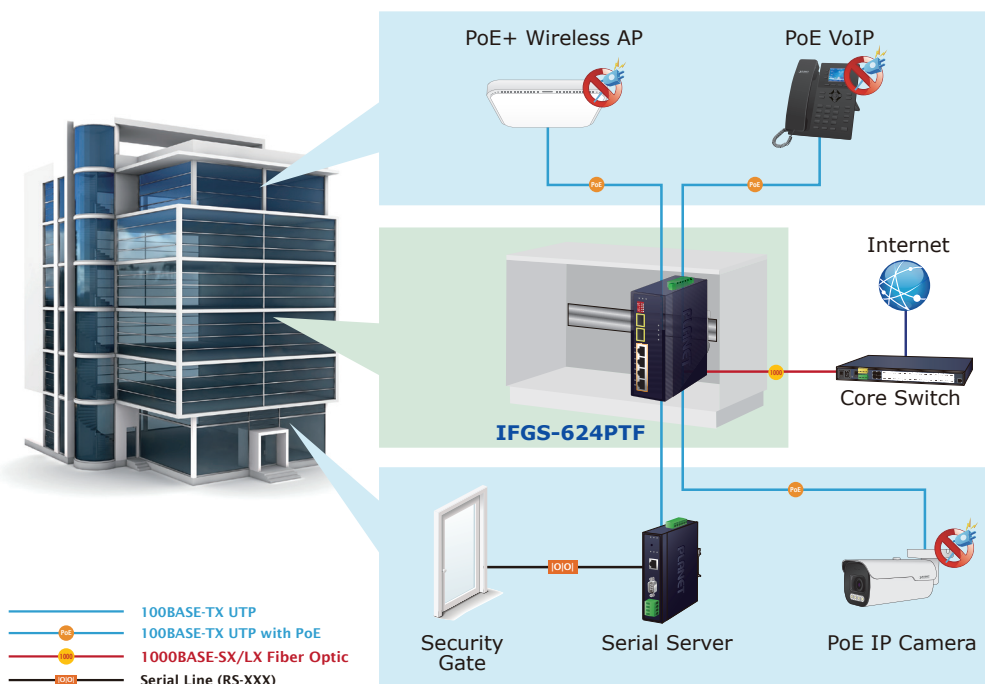 PoE+ Wireless AP
PoE VoIP
PoE
PoE
Internet
PLANET
1000
Core Switch
IFGS-624PTF
PoE
|O|O|
PLANET
Security
Gate
Serial Server
PoE IP Camera
100BASE-TX UTP
PoE
100BASE-TX UTP with PoE
1000
1000BASE-SX/LX Fiber Optic
|O|O|
Serial Line (RS-XXX)